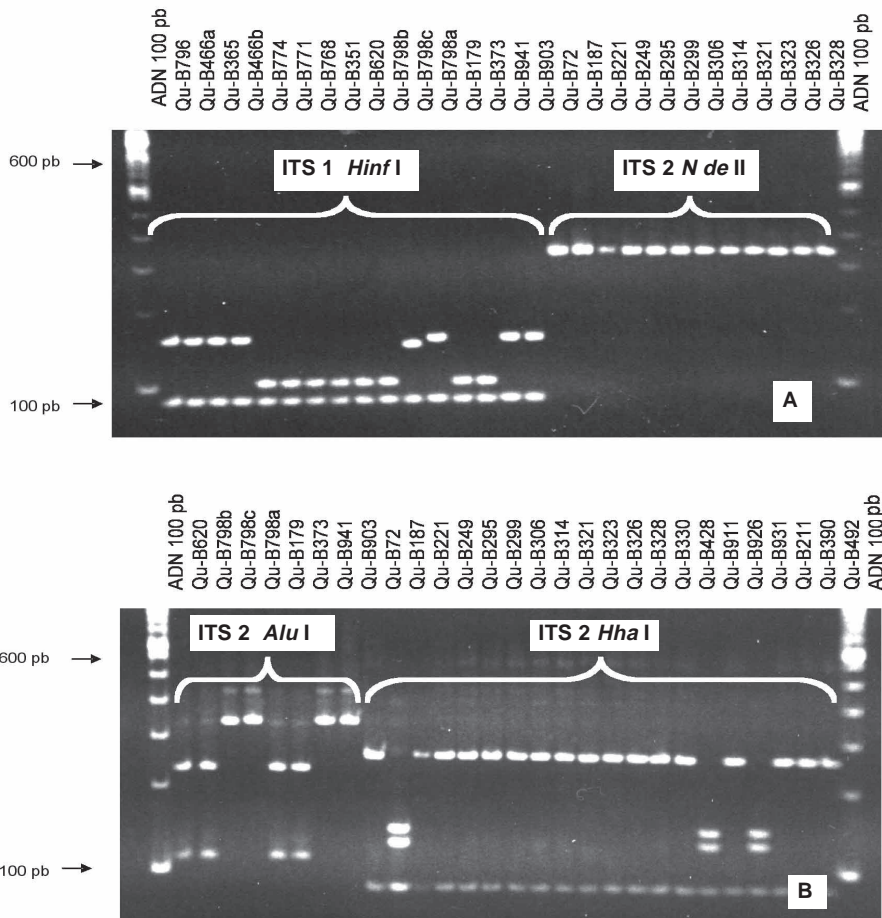 ADN 100 pb
Qu-B796
Qu-B466a
Qu-B365
Qu-B466b
Qu-B774
Qu-B771
Qu-B768
Qu-B351
Qu-B620
Qu-B798b
Qu-B798c
Qu-B798a
Qu-B179
Qu-B373
Qu-B941
Qu-B903
Qu-B72
Qu-B187
Qu-B221
Qu-B249
Qu-B295
Qu-B299
Qu-B306
Qu-B314
Qu-B321
Qu-B323
Qu-B326
Qu-B328
ADN 100 pb
600 pb
ITS 1 Hinf I
ITS 2 N de II
100 pb
A
ADN 100 pb
Qu-B620
Qu-B798b
Qu-B798c
Qu-B798a
Qu-B179
Qu-B373
Qu-B941
Qu-B903
Qu-B72
Qu-B187
Qu-B221
Qu-B249
Qu-B295
Qu-B299
Qu-B306
Qu-B314
Qu-B321
Qu-B323
Qu-B326
Qu-B328
Qu-B330
Qu-B428
Qu-B911
Qu-B926
Qu-B931
Qu-B211
Qu-B390
Qu-B492
ADN 100 pb
600 pb
ITS 2 Alu I
ITS 2 Hha I
100 pb
B